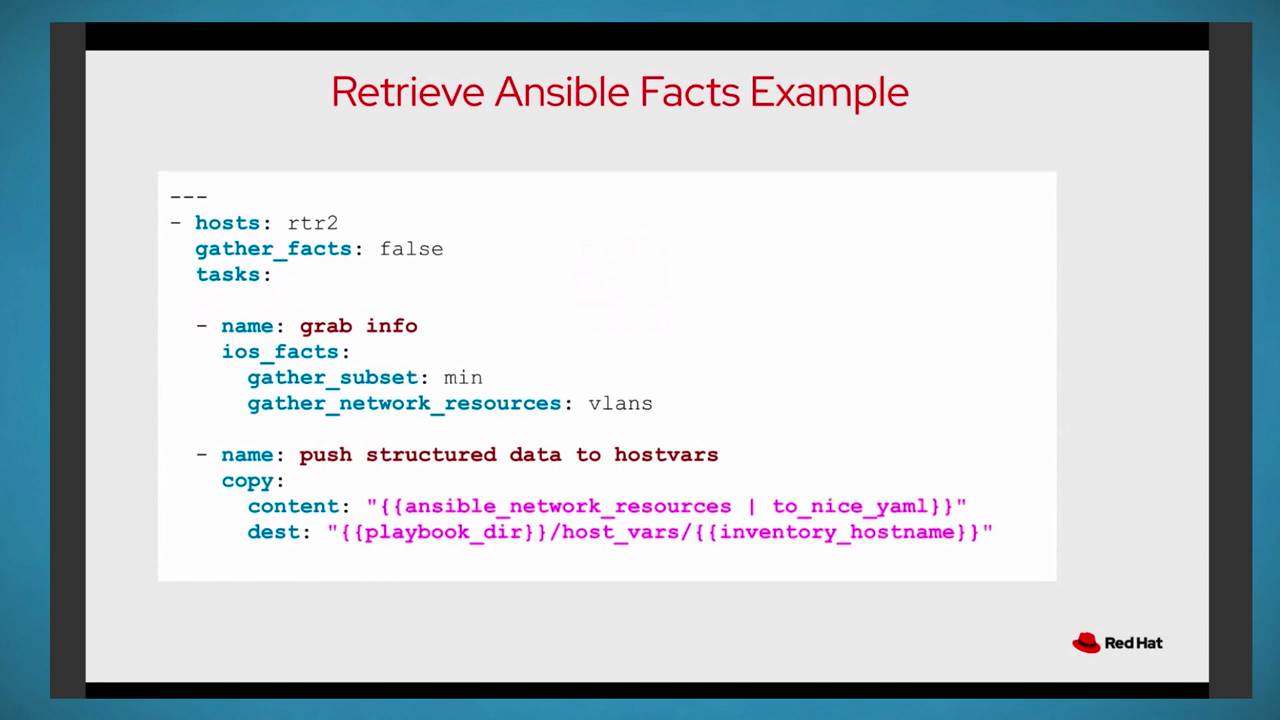 Retrieve Ansible Facts Example
---
- hosts: rtr2
  gather_facts: false
  tasks:
  - name: grab info
    ios_facts:
      gather_subset: min
      gather_network_resources: vlans
  - name: push structured data to hostvars
    copy:
      content: "{{ansible_network_resources | to_nice_yaml}}"
      dest: "{{playbook_dir}}/host_vars/{{inventory_hostname}}"
Red Hat